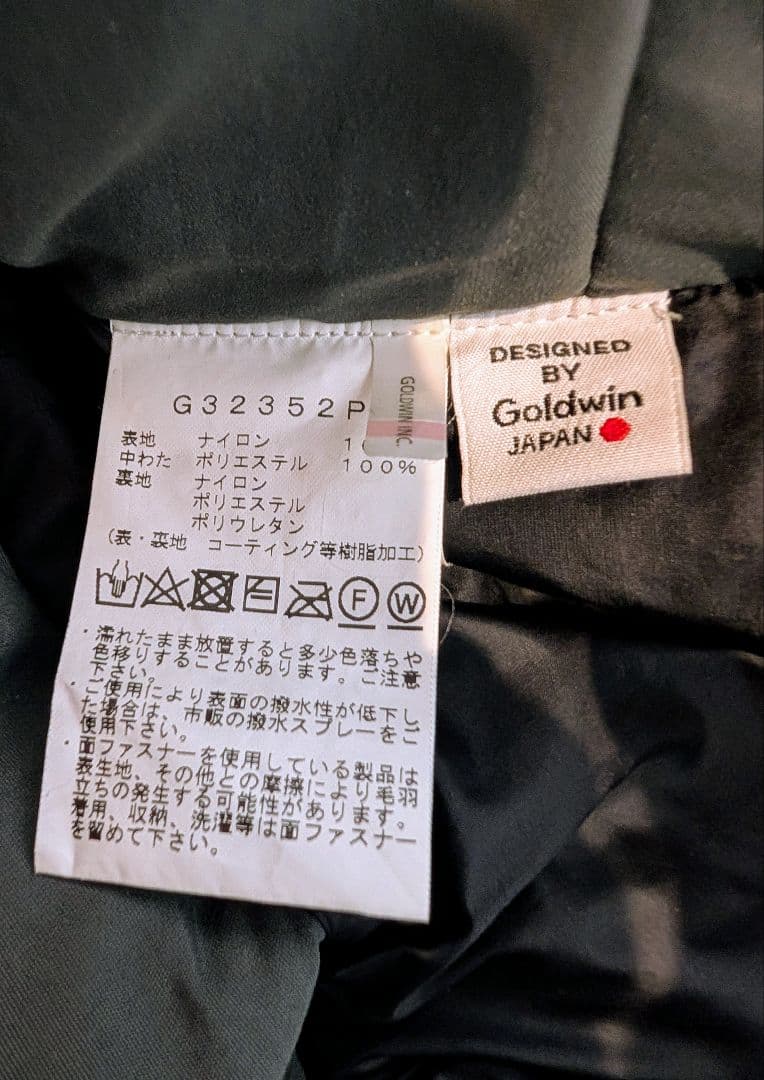 G32352P
表地 ナイロン 1
中わた ポリエステル 100%
裏地 ナイロン
ポリエステル
ポリウレタン
(表・裏地 コーティング等樹脂加工)
F W
・濡れたまま放置すると多少色落ちや
色移りすることがあります。ご注意
下さい。
・ご使用により表面の撥水性が低下し
た場合は、市販の撥水スプレーをご
使用下さい。
・面ファスナーを使用している製品は
表生地、その他との摩擦により毛羽
立ちの発生する可能性があります。
着用、収納、洗濯等は面ファスナー
を留めて下さい。
GOLDWIN INC.
DESIGNED
BY
Goldwin
JAPAN